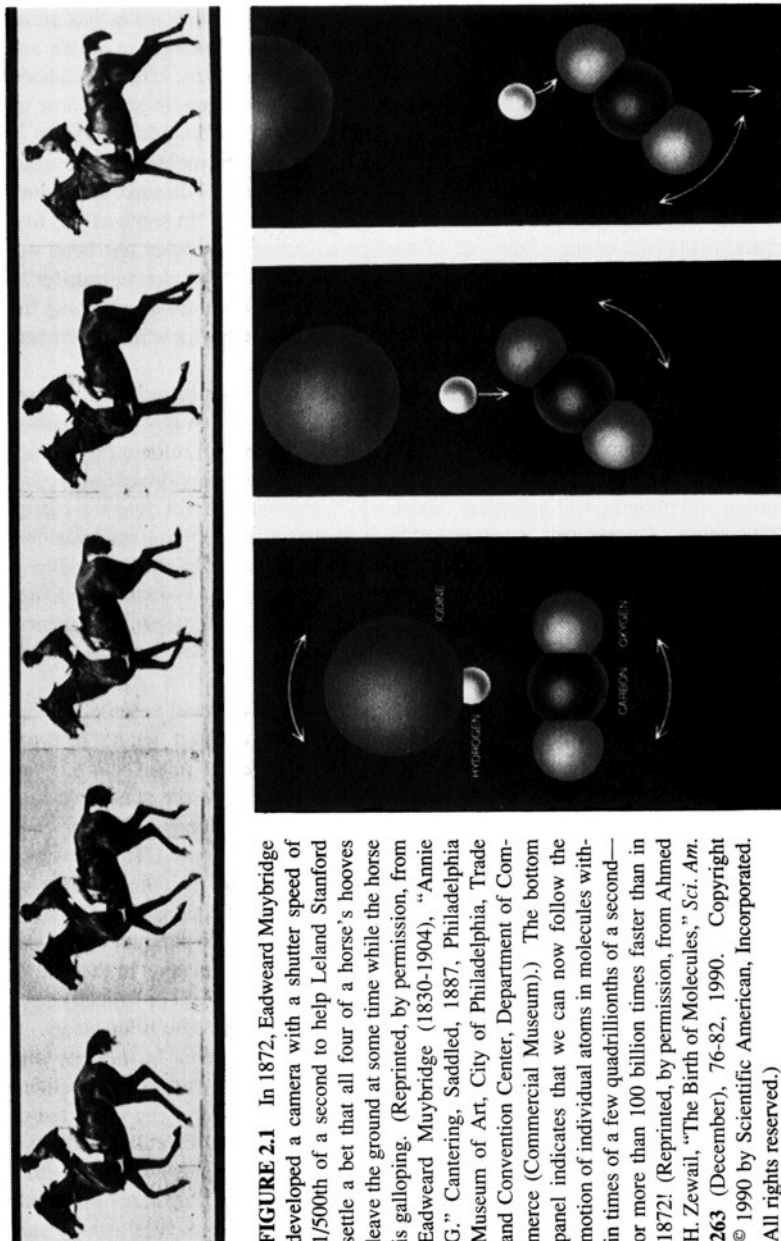 FIGURE 2.1 In 1872, Eadweard Muybridge
developed a camera with a shutter speed of
1/500th of a second to help Leland Stanford
settle a bet that all four of a horse's hooves
leave the ground at some time while the horse
is galloping. (Reprinted, by permission, from
Eadweard Muybridge (1830-1904), "Annie
G." Cantering, Saddled, 1887, Philadelphia
Museum of Art, City of Philadelphia, Trade
and Convention Center, Department of Com-
merce (Commercial Museum).) The bottom
panel indicates that we can now follow the
motion of individual atoms in molecules with-
in times of a few quadrillionths of a second—
or more than 100 billion times faster than in
1872! (Reprinted, by permission, from Ahmed
H. Zewail, "The Birth of Molecules," Sci. Am.
263 (December), 76-82, 1990. Copyright
© 1990 by Scientific American, Incorporated.
All rights reserved.)
IODINE
HYDROGEN
CARBON
OXYGEN